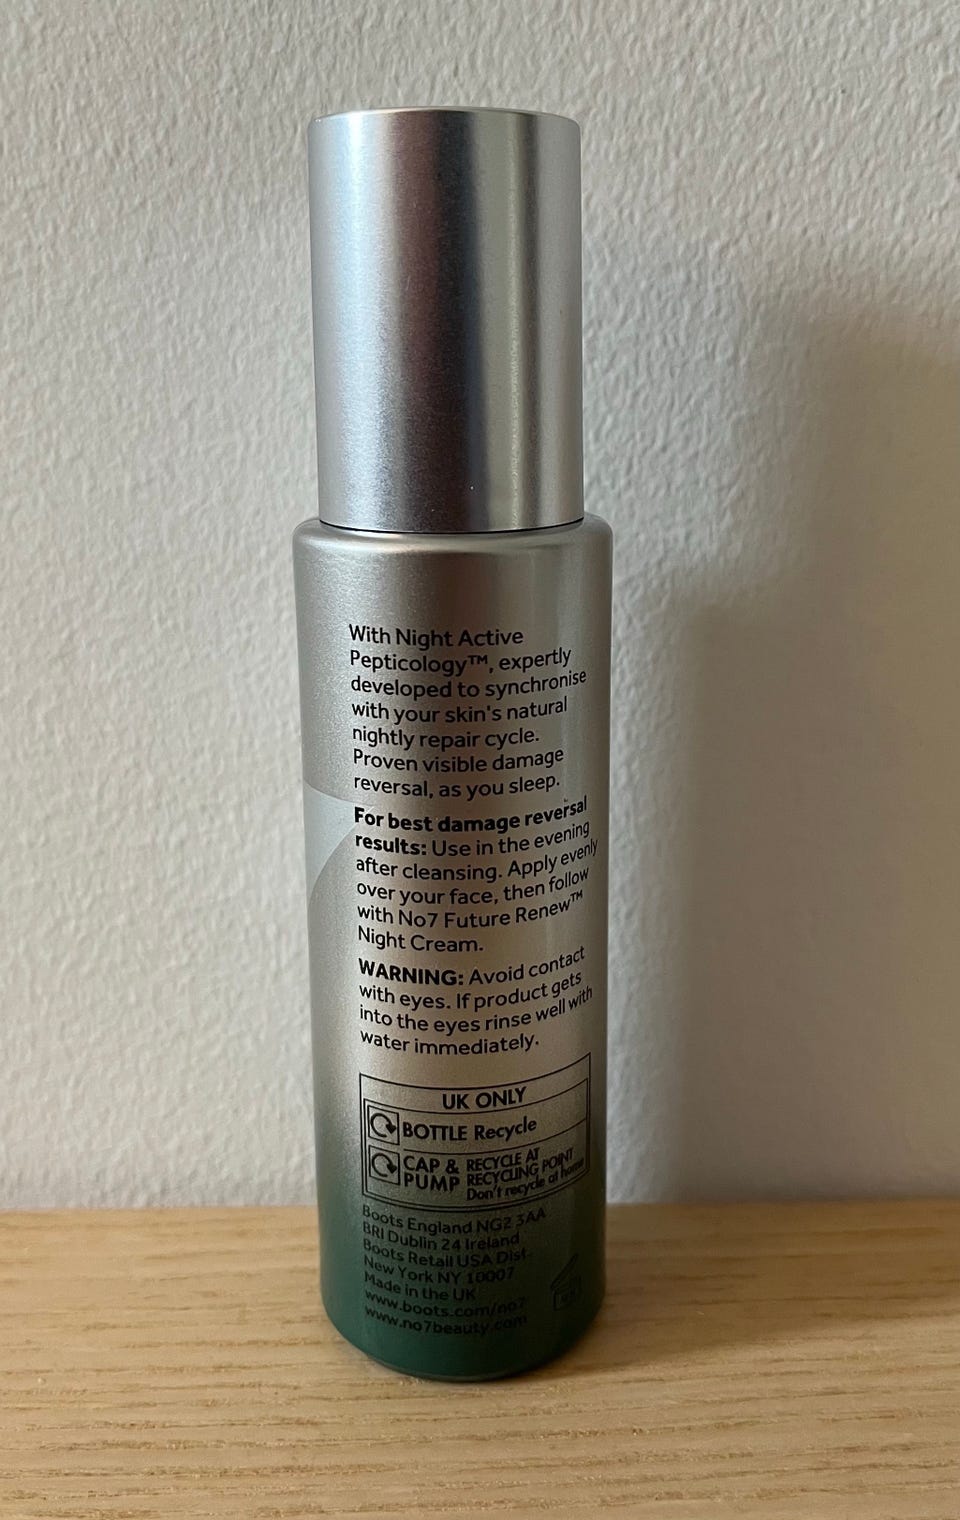 With Night Active
Pepticology™, expertly
developed to synchronise
with your skin's natural
nightly repair cycle.
Proven visible damage
reversal, as you sleep.
For best damage reversal
results: Use in the evening
after cleansing. Apply evenly
over your face, then follow
with No7 Future Renew™
Night Cream.
WARNING: Avoid contact
with eyes. If product gets
into the eyes rinse well with
water immediately.
UK ONLY
BOTTLE Recycle
CAP & PUMP
RECYCLE AT
RECYCLING POINT
Don't recycle at home
Boots England NG2 3AA
BRI Dublin 24 Ireland
Boots Retail USA Dist-
New York NY 10007
Made in the UK
www.boots.com/no7
www.no7beauty.com